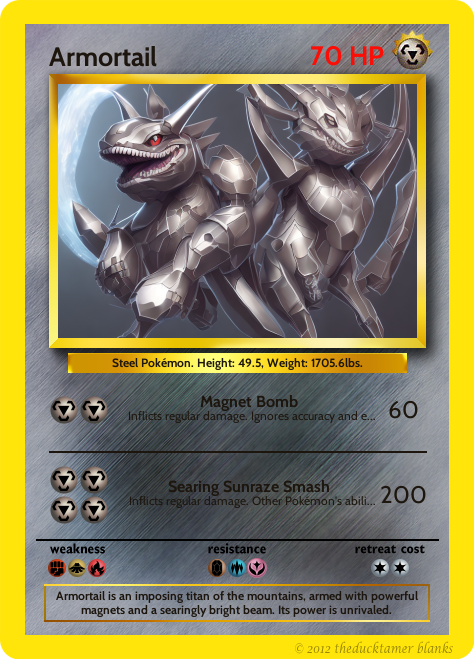 Armortail 70 HP
Steel Pokémon. Height: 49.5, Weight: 1705.6lbs.
Magnet Bomb
Inflicts regular damage. Ignores accuracy and e... 60
Searing Sunraze Smash
Inflicts regular damage. Other Pokémon's abili... 200
weakness resistance retreat cost
Armortail is an imposing titan of the mountains, armed with powerful
magnets and a searingly bright beam. Its power is unrivaled.
© 2012 theducktamer blanks